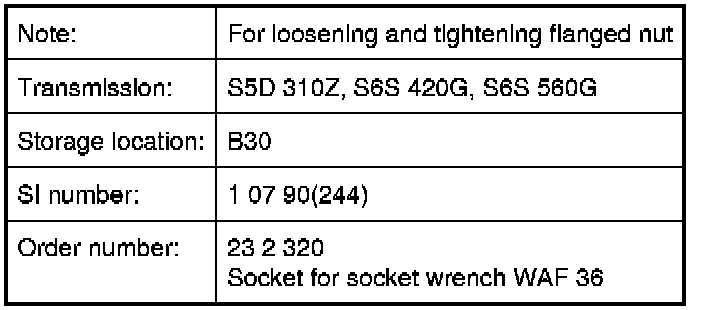 Note: For loosening and tightening flanged nut
Transmission: S5D 310Z, S6S 420G, S6S 560G
Storage location: B30
SI number: 1 07 90(244)
Order number: 23 2 320
Socket for socket wrench WAF 36